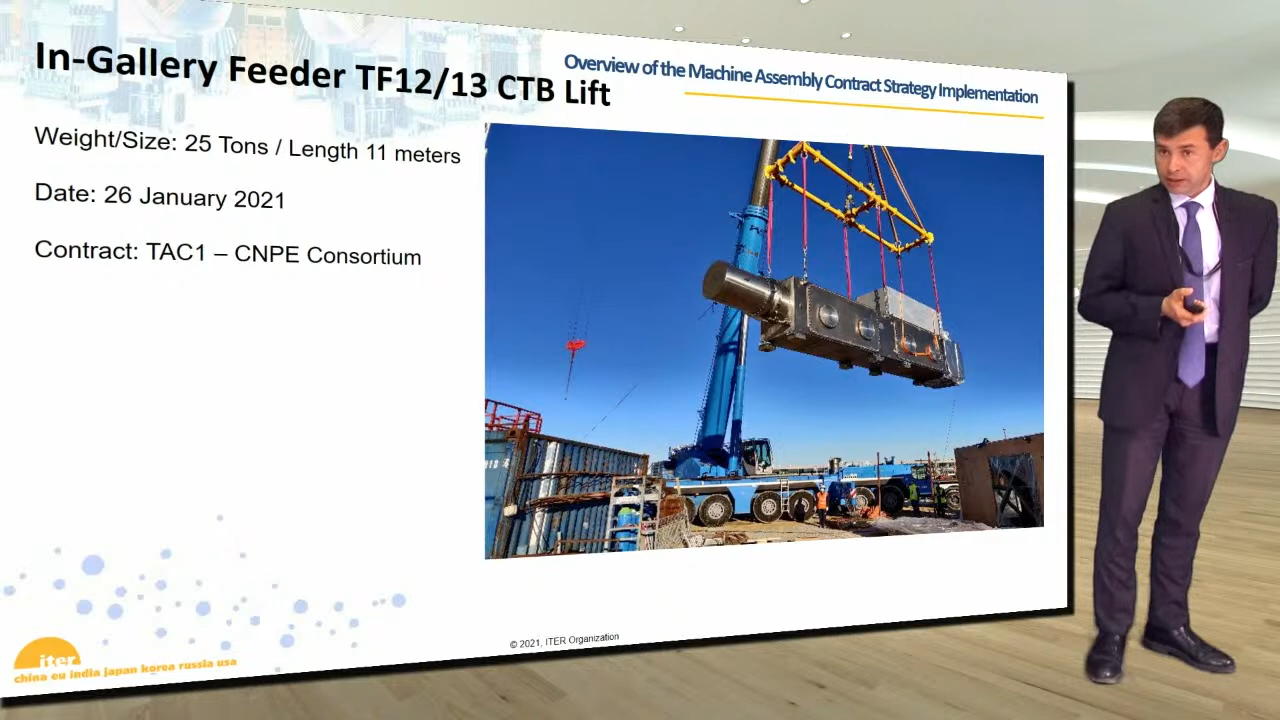 In-Gallery Feeder TF12/13 CTB Lift
Overview of the Machine Assembly Contract Strategy Implementation
Weight/Size: 25 Tons / Length 11 meters
Date: 26 January 2021
Contract: TAC1 – CNPE Consortium
© 2021, ITER Organization
iter
china eu india japan korea russia usa